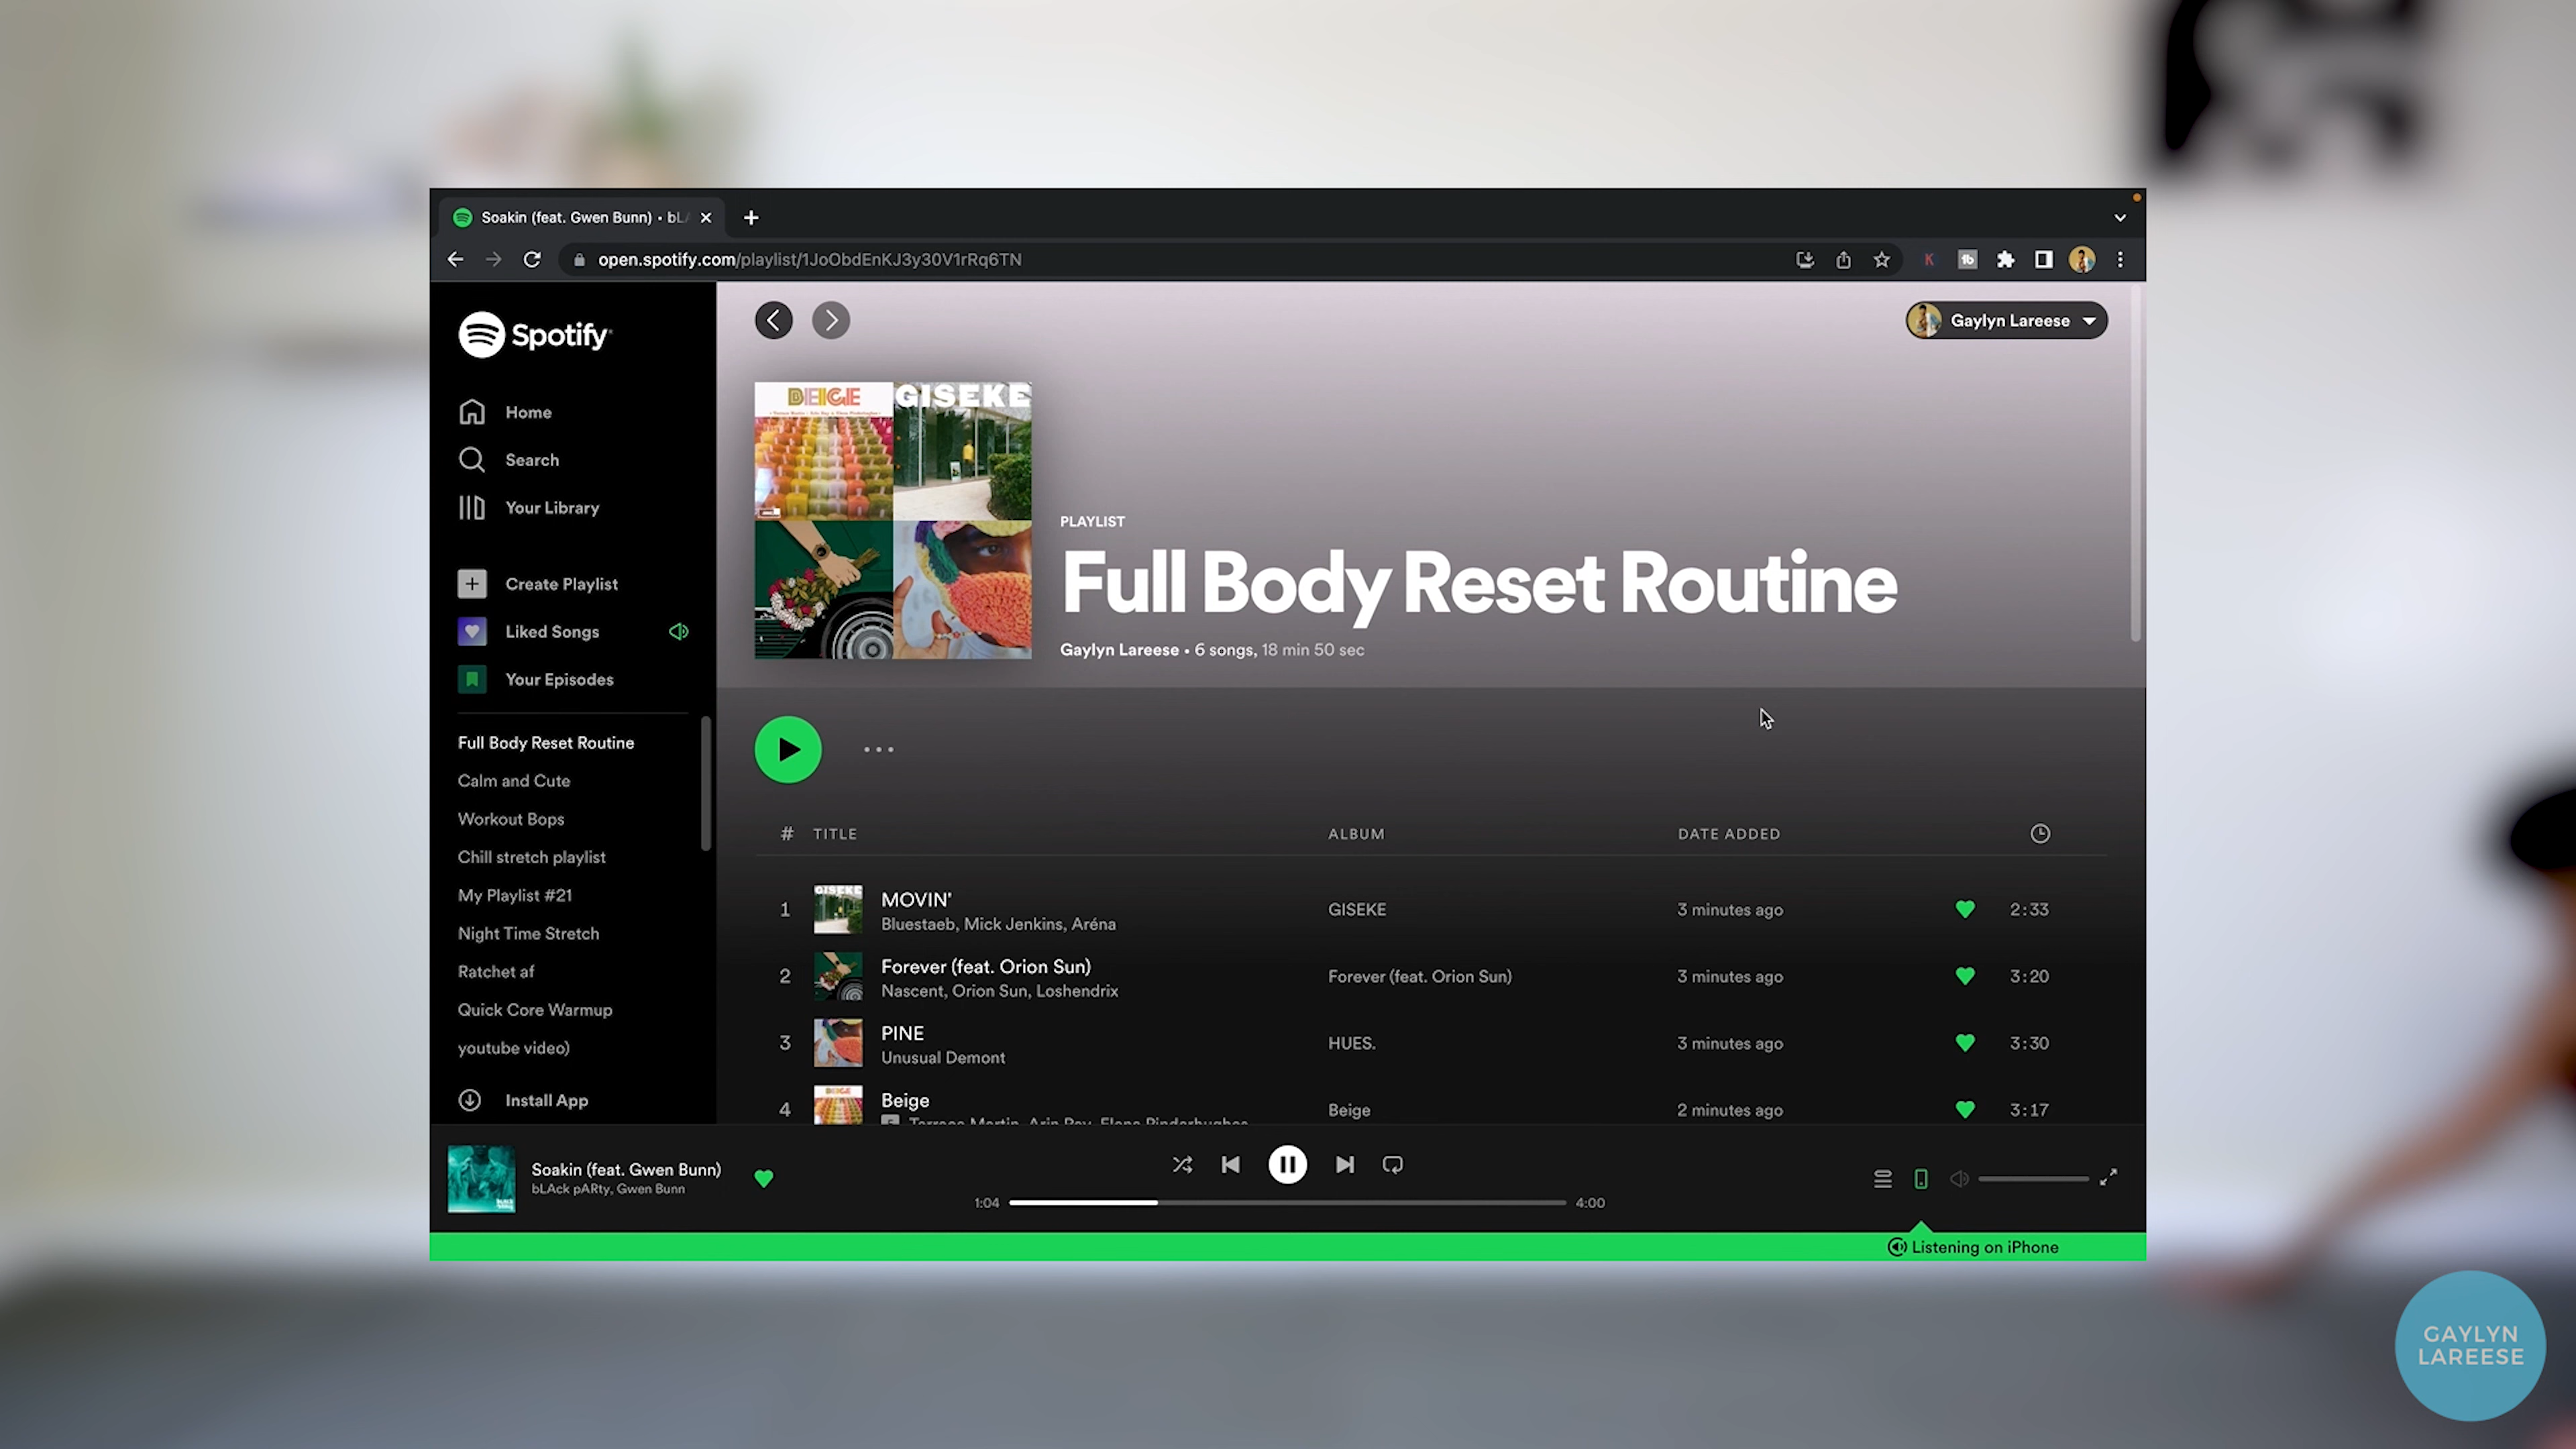 Soakin (feat. Gwen Bunn) • bLA
open.spotify.com/playlist/1JoObdEnKJ3y30V1rRq6TN
Spotify
Home
Search
Your Library
Create Playlist
Liked Songs
Your Episodes
Full Body Reset Routine
Calm and Cute
Workout Bops
Chill stretch playlist
My Playlist #21
Night Time Stretch
Ratchet af
Quick Core Warmup
youtube video)
Install App
Gaylyn Lareese
BEIGE
GISEKE
PLAYLIST
Full Body Reset Routine
Gaylyn Lareese • 6 songs, 18 min 50 sec
# TITLE ALBUM DATE ADDED
1 MOVIN' GISEKE 3 minutes ago 2:33
Bluestaeb, Mick Jenkins, Aréna
2 Forever (feat. Orion Sun) Forever (feat. Orion Sun) 3 minutes ago 3:20
Nascent, Orion Sun, Loshendrix
3 PINE HUES. 3 minutes ago 3:30
Unusual Demont
4 Beige Beige 2 minutes ago 3:17
Terrace Martin, Arin Ray, Elena Pinderhughes
Soakin (feat. Gwen Bunn)
bLAck pARty, Gwen Bunn
1:04 4:00
Listening on iPhone
GAYLYN
LAREESE